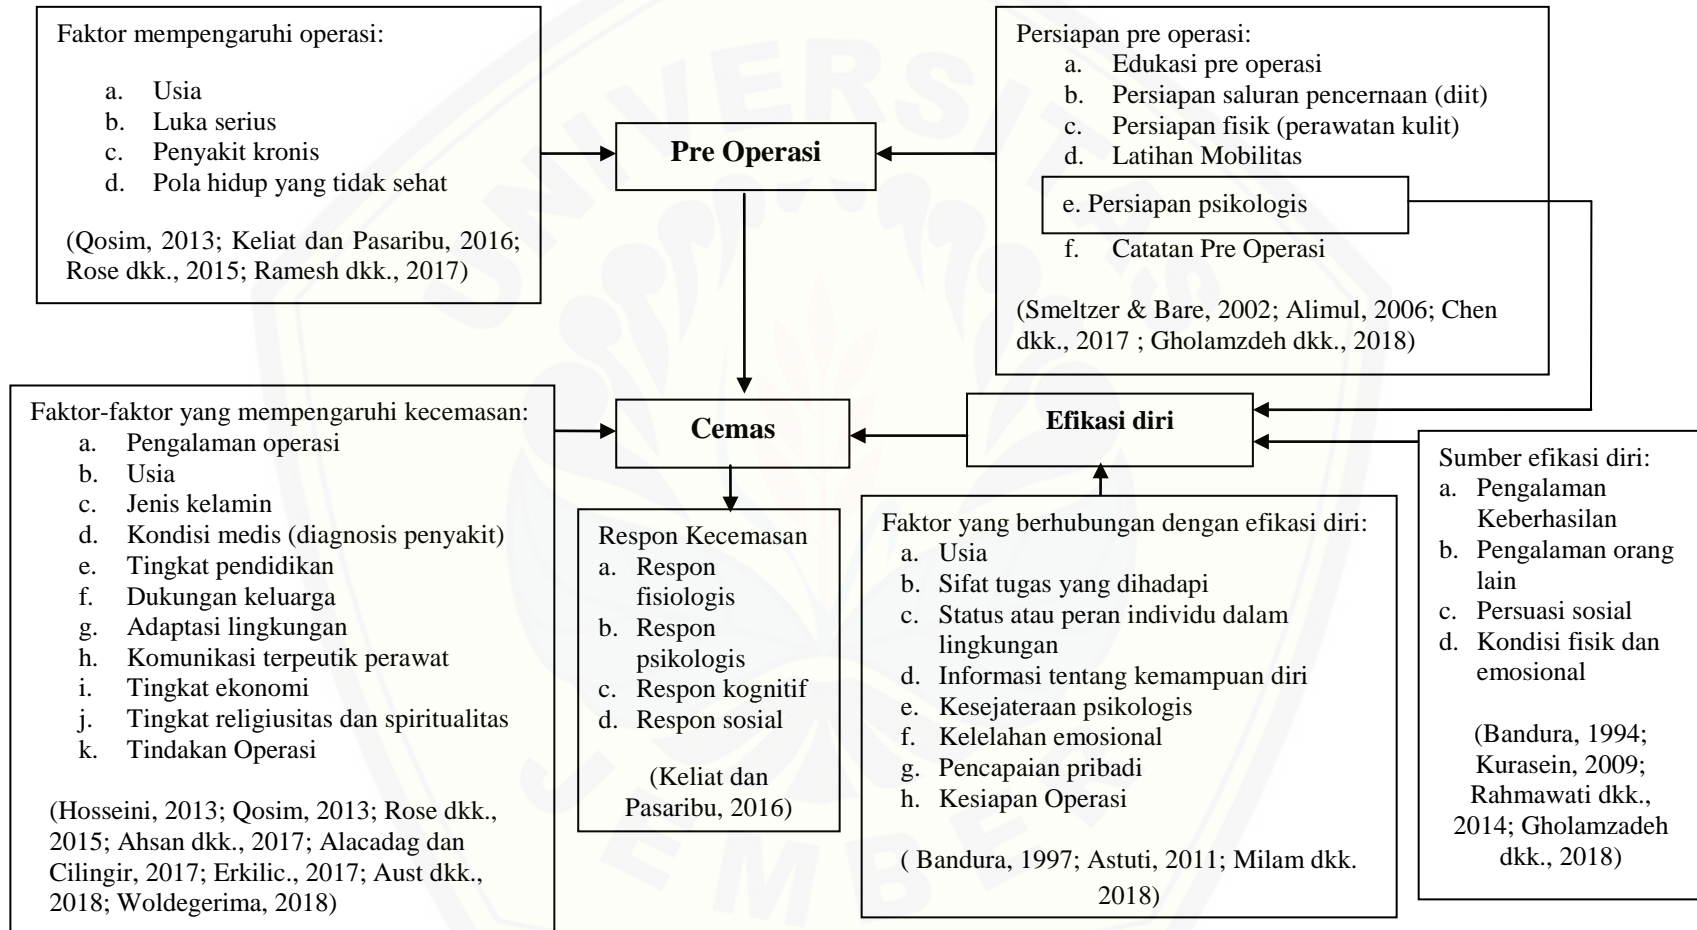 Faktor mempengaruhi operasi:
a. Usia
b. Luka serius
c. Penyakit kronis
d. Pola hidup yang tidak sehat
(Qosim, 2013; Keliat dan Pasaribu, 2016;
Rose dkk., 2015; Ramesh dkk., 2017)
Pre Operasi
Persiapan pre operasi:
a. Edukasi pre operasi
b. Persiapan saluran pencernaan (diit)
c. Persiapan fisik (perawatan kulit)
d. Latihan Mobilitas
e. Persiapan psikologis
f. Catatan Pre Operasi
(Smeltzer & Bare, 2002; Alimul, 2006; Chen
dkk., 2017 ; Gholamzdeh dkk., 2018)
Faktor-faktor yang mempengaruhi kecemasan:
a. Pengalaman operasi
b. Usia
c. Jenis kelamin
d. Kondisi medis (diagnosis penyakit)
e. Tingkat pendidikan
f. Dukungan keluarga
g. Adaptasi lingkungan
h. Komunikasi terpeutik perawat
i. Tingkat ekonomi
j. Tingkat religiusitas dan spiritualitas
k. Tindakan Operasi
(Hosseini, 2013; Qosim, 2013; Rose dkk.,
2015; Ahsan dkk., 2017; Alacadag dan
Cilingir, 2017; Erkilic., 2017; Aust dkk.,
2018; Woldegerima, 2018)
Cemas
Efikasi diri
Respon Kecemasan
a. Respon
fisiologis
b. Respon
psikologis
c. Respon kognitif
d. Respon sosial
(Keliat dan
Pasaribu, 2016)
Faktor yang berhubungan dengan efikasi diri:
a. Usia
b. Sifat tugas yang dihadapi
c. Status atau peran individu dalam
lingkungan
d. Informasi tentang kemampuan diri
e. Kesejateraan psikologis
f. Kelelahan emosional
g. Pencapaian pribadi
h. Kesiapan Operasi
( Bandura, 1997; Astuti, 2011; Milam dkk.
2018)
Sumber efikasi diri:
a. Pengalaman
Keberhasilan
b. Pengalaman orang
lain
c. Persuasi sosial
d. Kondisi fisik dan
emosional
(Bandura, 1994;
Kurasein, 2009;
Rahmawati dkk.,
2014; Gholamzadeh
dkk., 2018)
UNIVERSITAS
JEMBER